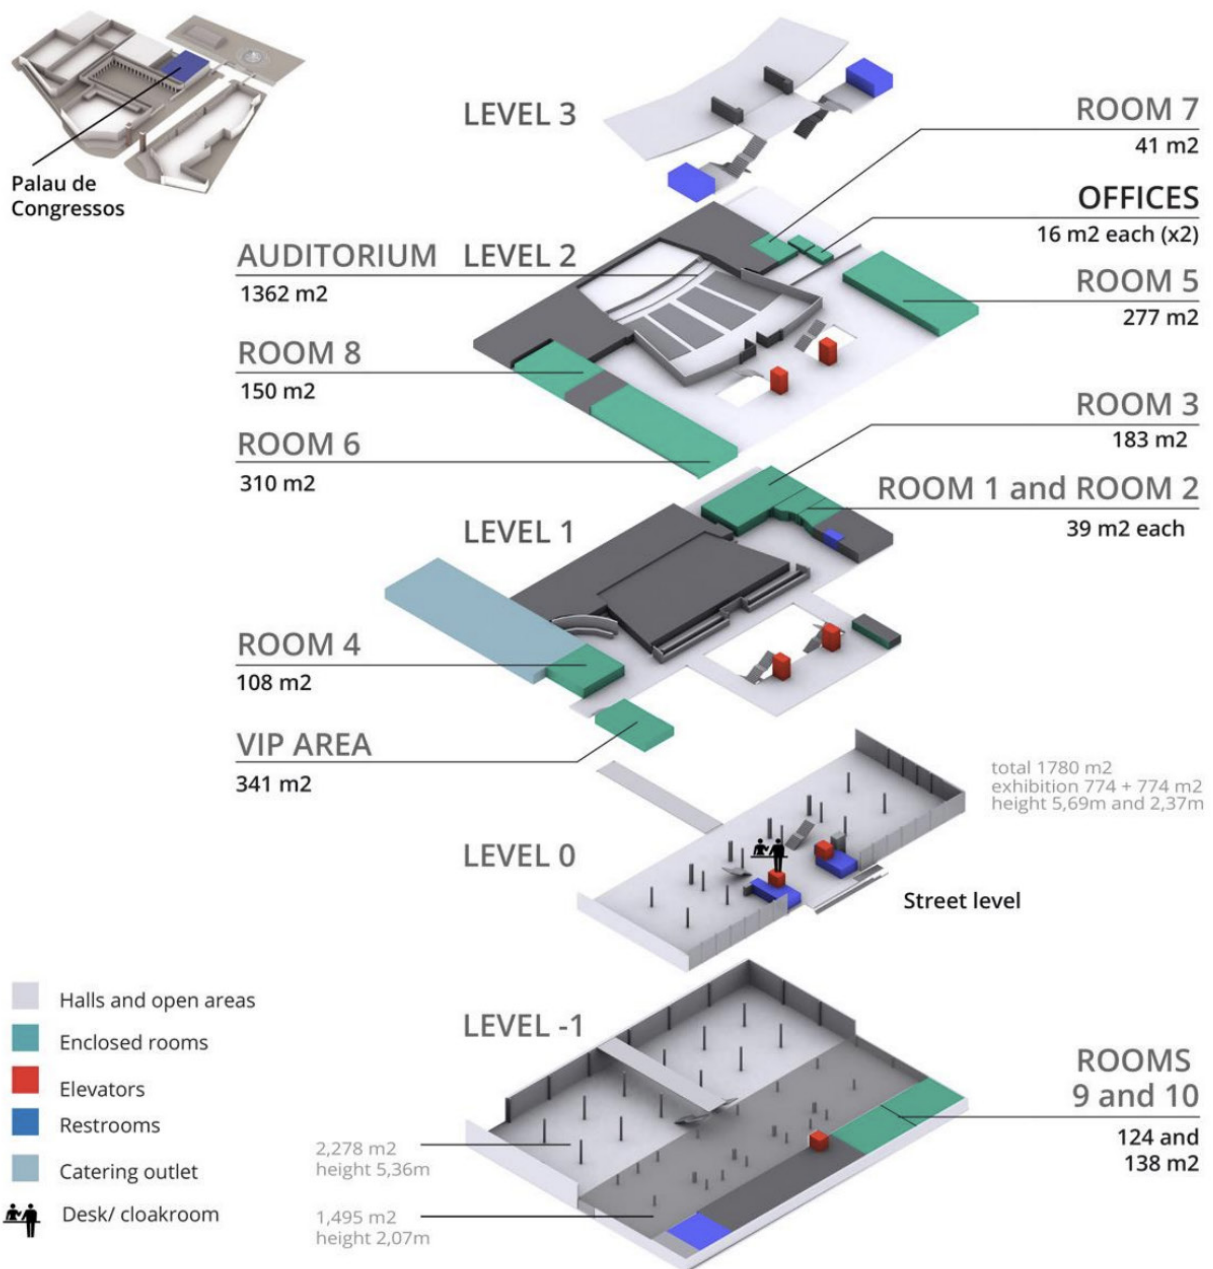 Palau de
Congressos
LEVEL 3
ROOM 7
41 m2
OFFICES
16 m2 each (x2)
AUDITORIUM
1362 m2
LEVEL 2
ROOM 5
277 m2
ROOM 8
150 m2
ROOM 6
310 m2
ROOM 3
183 m2
ROOM 1 and ROOM 2
39 m2 each
LEVEL 1
ROOM 4
108 m2
VIP AREA
341 m2
total 1780 m2
exhibition 774 + 774 m2
height 5,69m and 2,37m
LEVEL 0
Street level
LEVEL -1
ROOMS
9 and 10
124 and
138 m2
2,278 m2
height 5,36m
1,495 m2
height 2,07m
Halls and open areas
Enclosed rooms
Elevators
Restrooms
Catering outlet
Desk/ cloakroom